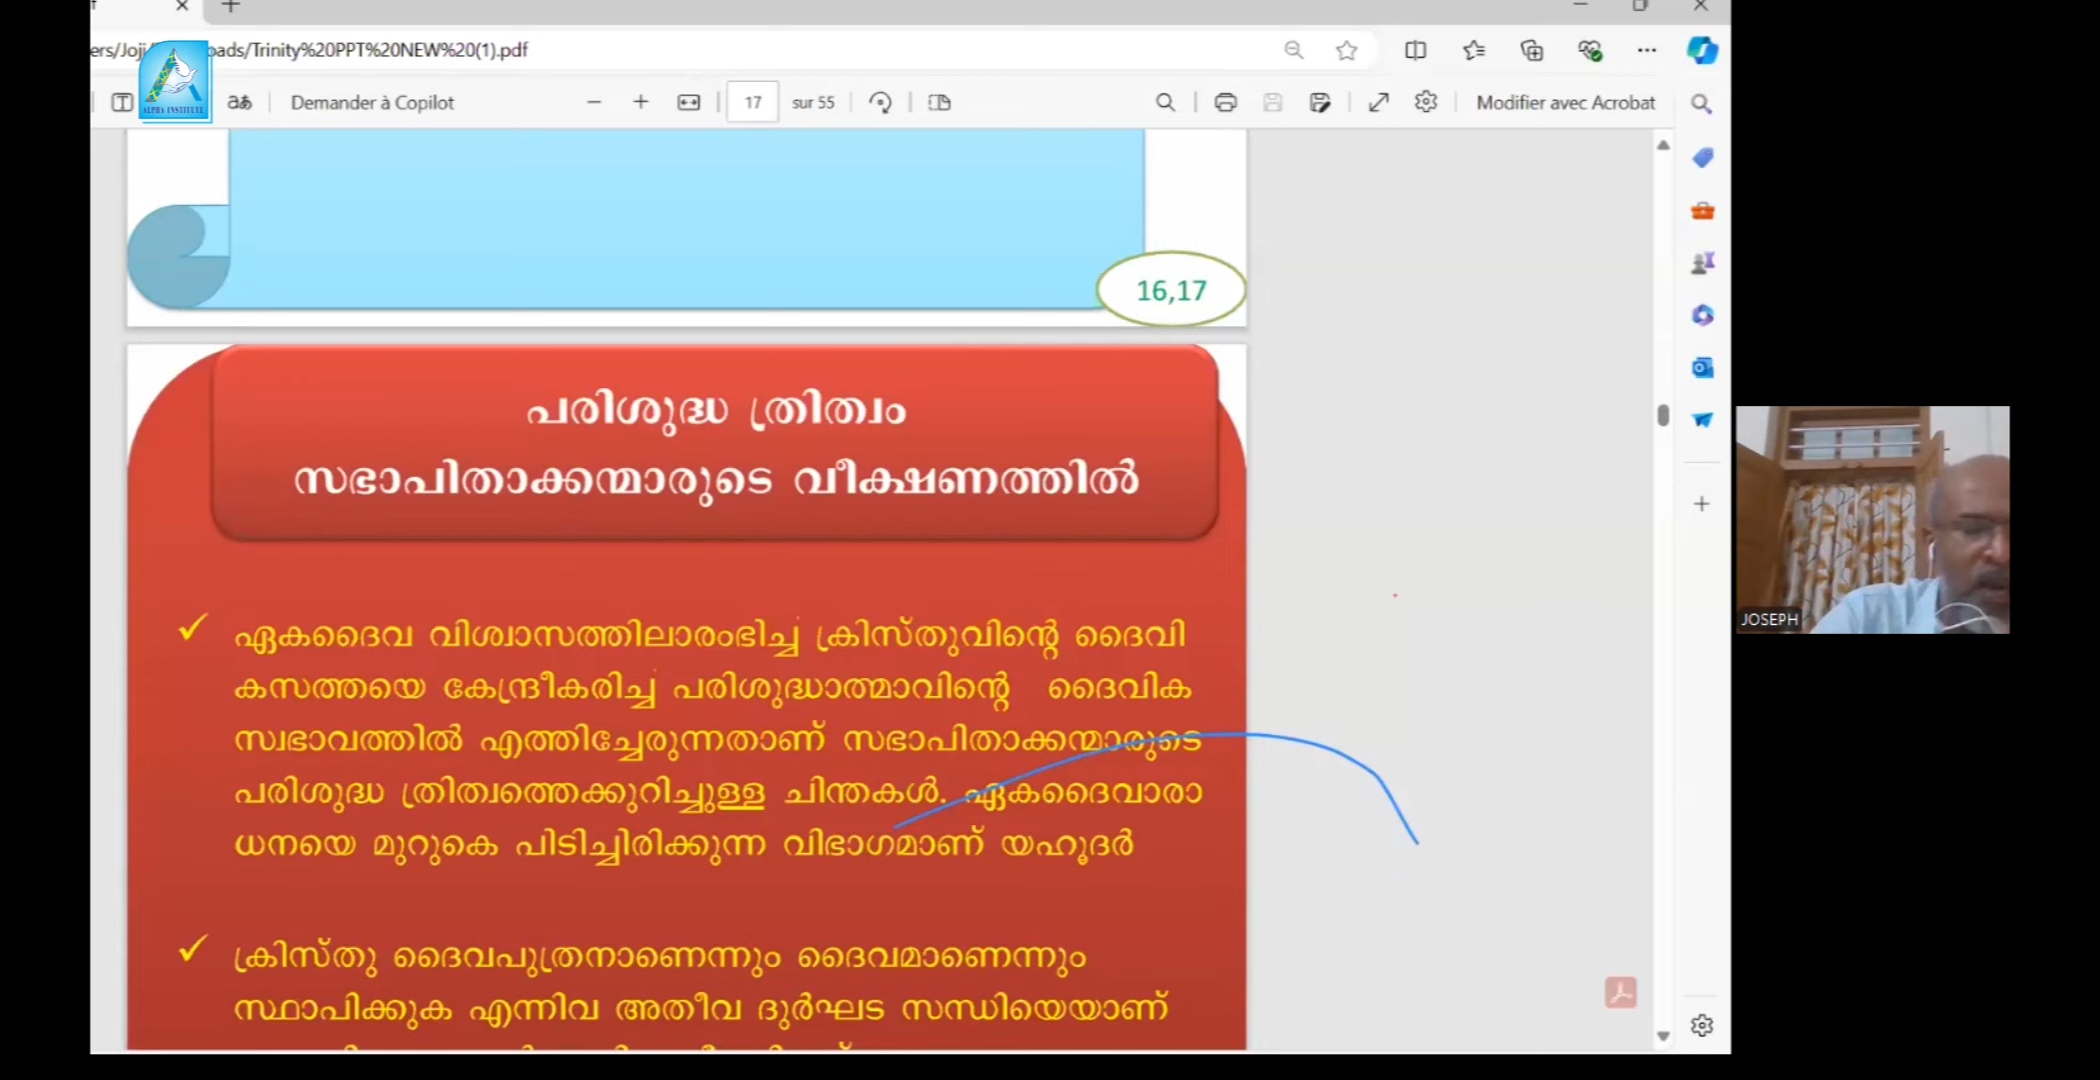 ers/Joji/
oads/Trinity%20PPT%20NEW%20(1).pdf
ALPHA INSTITUTE
Demander à Copilot
17 sur 55
Modifier avec Acrobat
16,17
പരിശുദ്ധ ത്രിത്വം
സഭാപിതാക്കന്മാരുടെ വീക്ഷണത്തിൽ
✓ ഏകദൈവ വിശ്വാസത്തിലാരംഭിച്ച് ക്രിസ്തുവിന്റെ ദൈവി
കസത്തയെ കേന്ദ്രീകരിച്ച് പരിശുദ്ധാത്മാവിന്റെ ദൈവിക
സ്വഭാവത്തിൽ എത്തിച്ചേരുന്നതാണ് സഭാപിതാക്കന്മാരുടെ
പരിശുദ്ധ ത്രിത്വത്തെക്കുറിച്ചുള്ള ചിന്തകൾ. ഏകദൈവാരാ
ധനയെ മുറുകെ പിടിച്ചിരിക്കുന്ന വിഭാഗമാണ് യഹൂദർ
✓ ക്രിസ്തു ദൈവപുത്രനാണെന്നും ദൈവമാണെന്നും
സ്ഥാപിക്കുക എന്നിവ അതീവ ദുർഘട സന്ധിയെയാണ്
JOSEPH